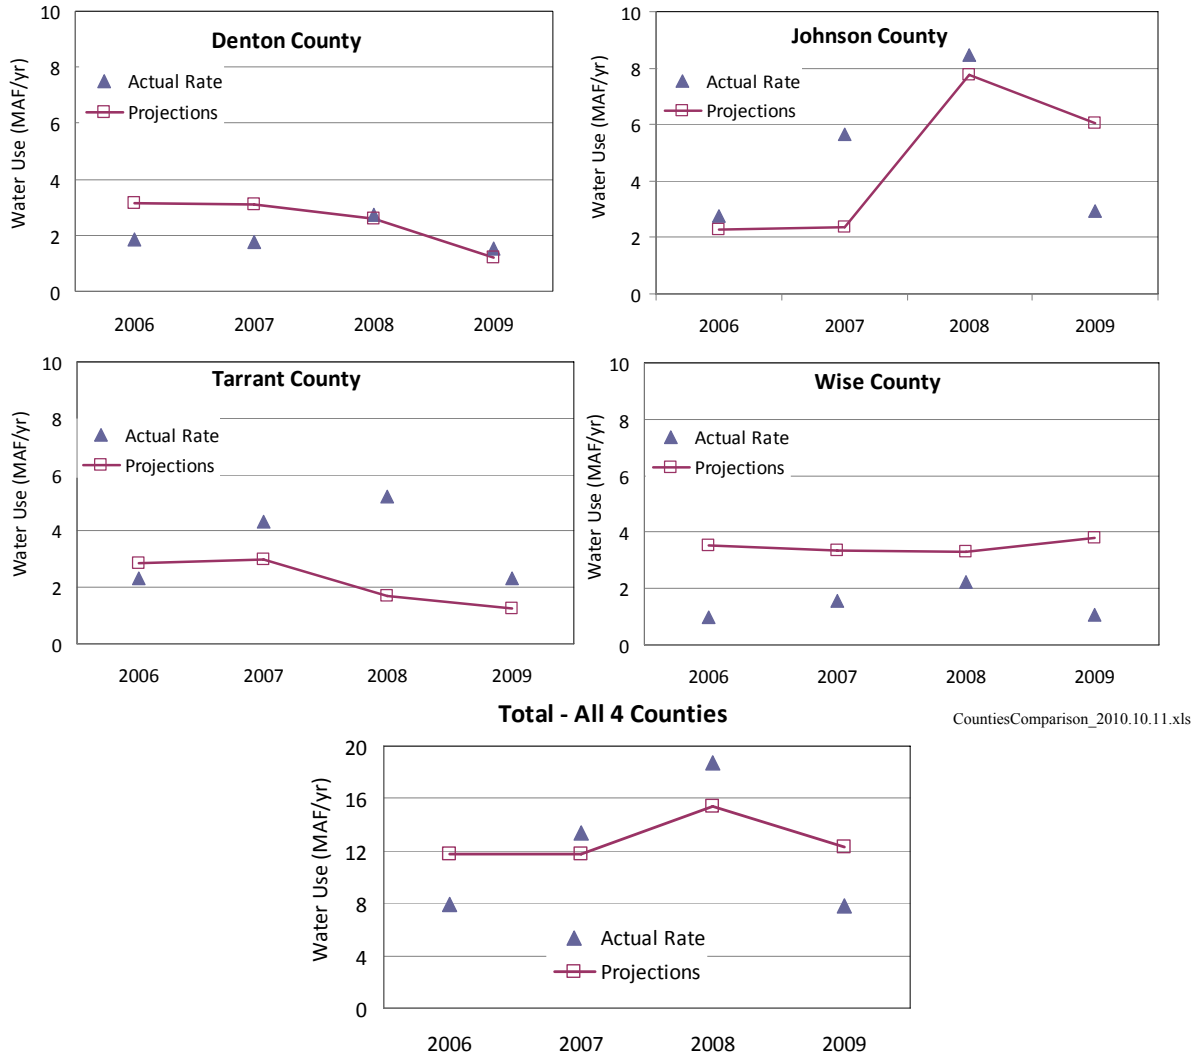 Denton County
Water Use (MAF/yr)
10
8
6
4
2
0
Actual Rate
Projections
2006 2007 2008 2009
Johnson County
Water Use (MAF/yr)
10
8
6
4
2
0
Actual Rate
Projections
2006 2007 2008 2009
Tarrant County
Water Use (MAF/yr)
10
8
6
4
2
0
Actual Rate
Projections
2006 2007 2008 2009
Wise County
Water Use (MAF/yr)
10
8
6
4
2
0
Actual Rate
Projections
2006 2007 2008 2009
Total - All 4 Counties
CountiesComparison_2010.10.11.xls
Water Use (MAF/yr)
20
16
12
8
4
0
Actual Rate
Projections
2006 2007 2008 2009